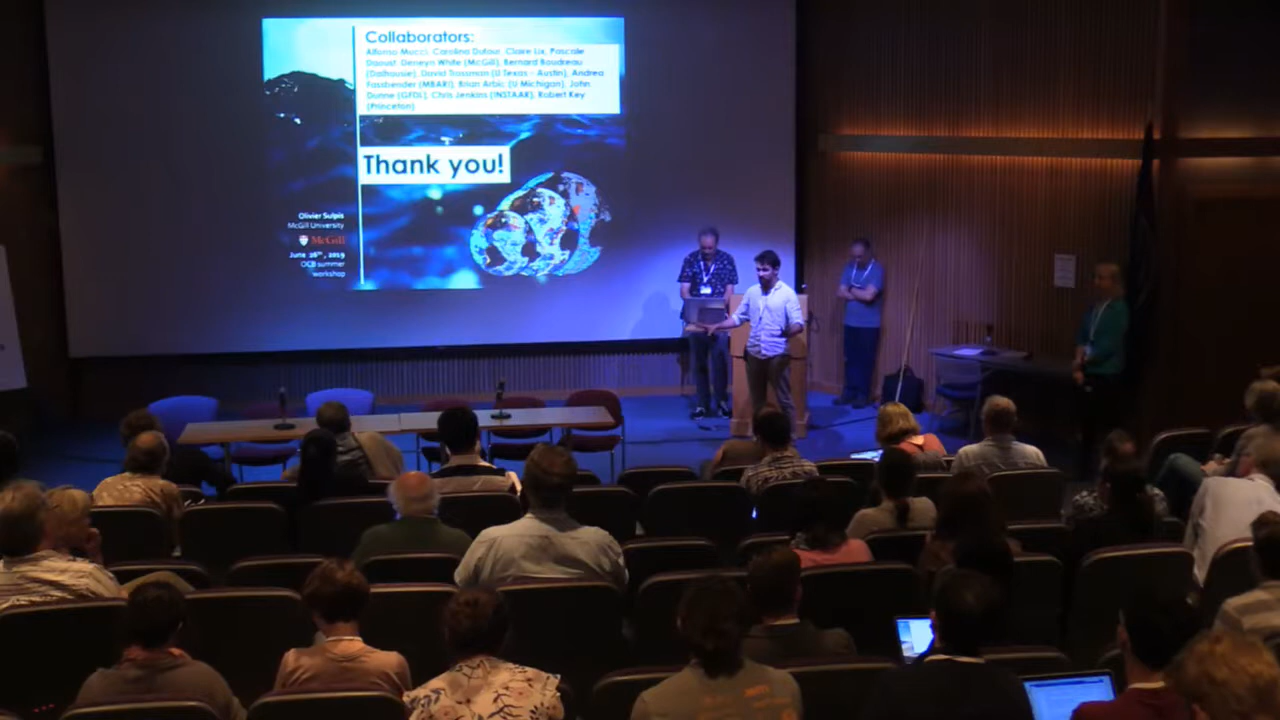 Collaborators:
Alfonso Mucci, Carolina Dufour, Claire Lix, Pascale
Daoust, Deneyn White (McGill), Bernard Boudreau
(Dalhousie), David Trossman (U Texas - Austin), Andrea
Fassbender (MBARI), Brian Arbic (U Michigan), John
Dunne (GFDL), Chris Jenkins (INSTAAR), Robert Key
(Princeton)
Thank you!
Olivier Sulpis
McGill University
McGill
June 26th, 2019
OCB summer
workshop